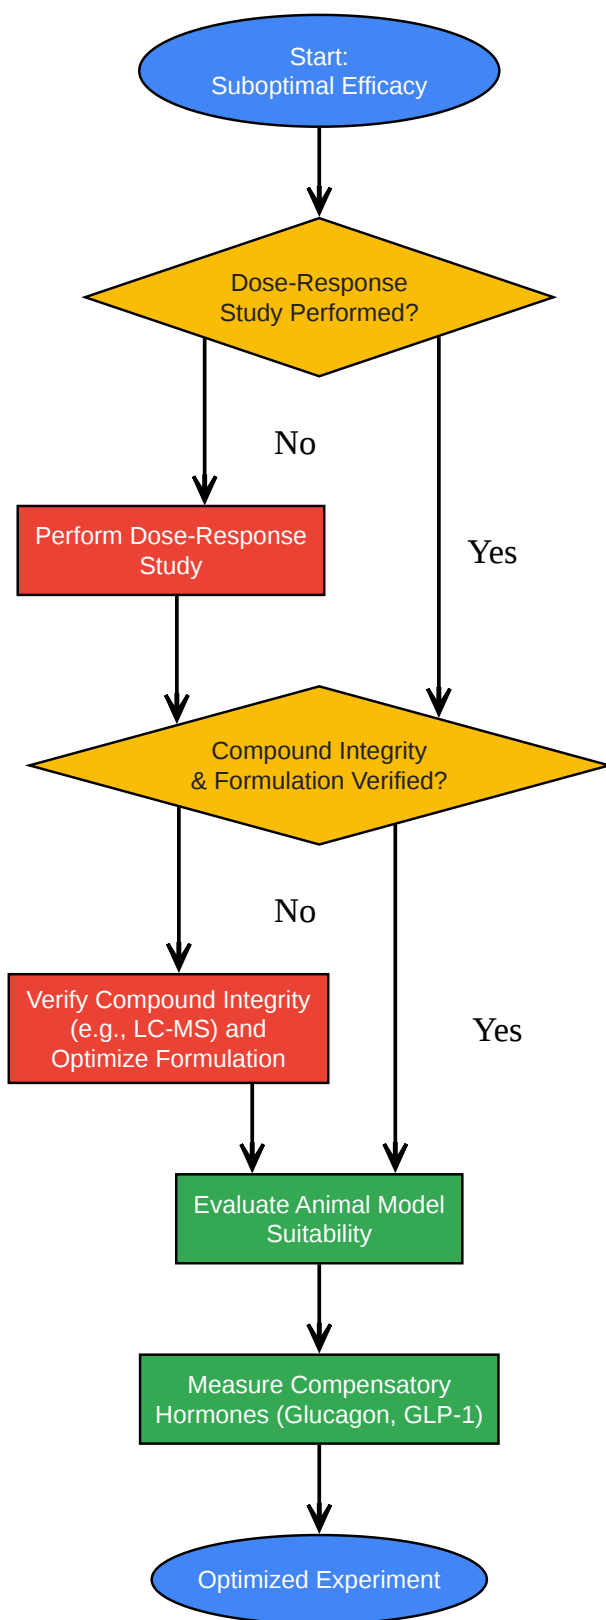 Start:
Suboptimal Efficacy
Dose-Response
Study Performed?
No
Perform Dose-Response
Study
Yes
Compound Integrity
& Formulation Verified?
No
Verify Compound Integrity
(e.g., LC-MS) and
Optimize Formulation
Yes
Evaluate Animal Model
Suitability
Measure Compensatory
Hormones (Glucagon, GLP-1)
Optimized Experiment